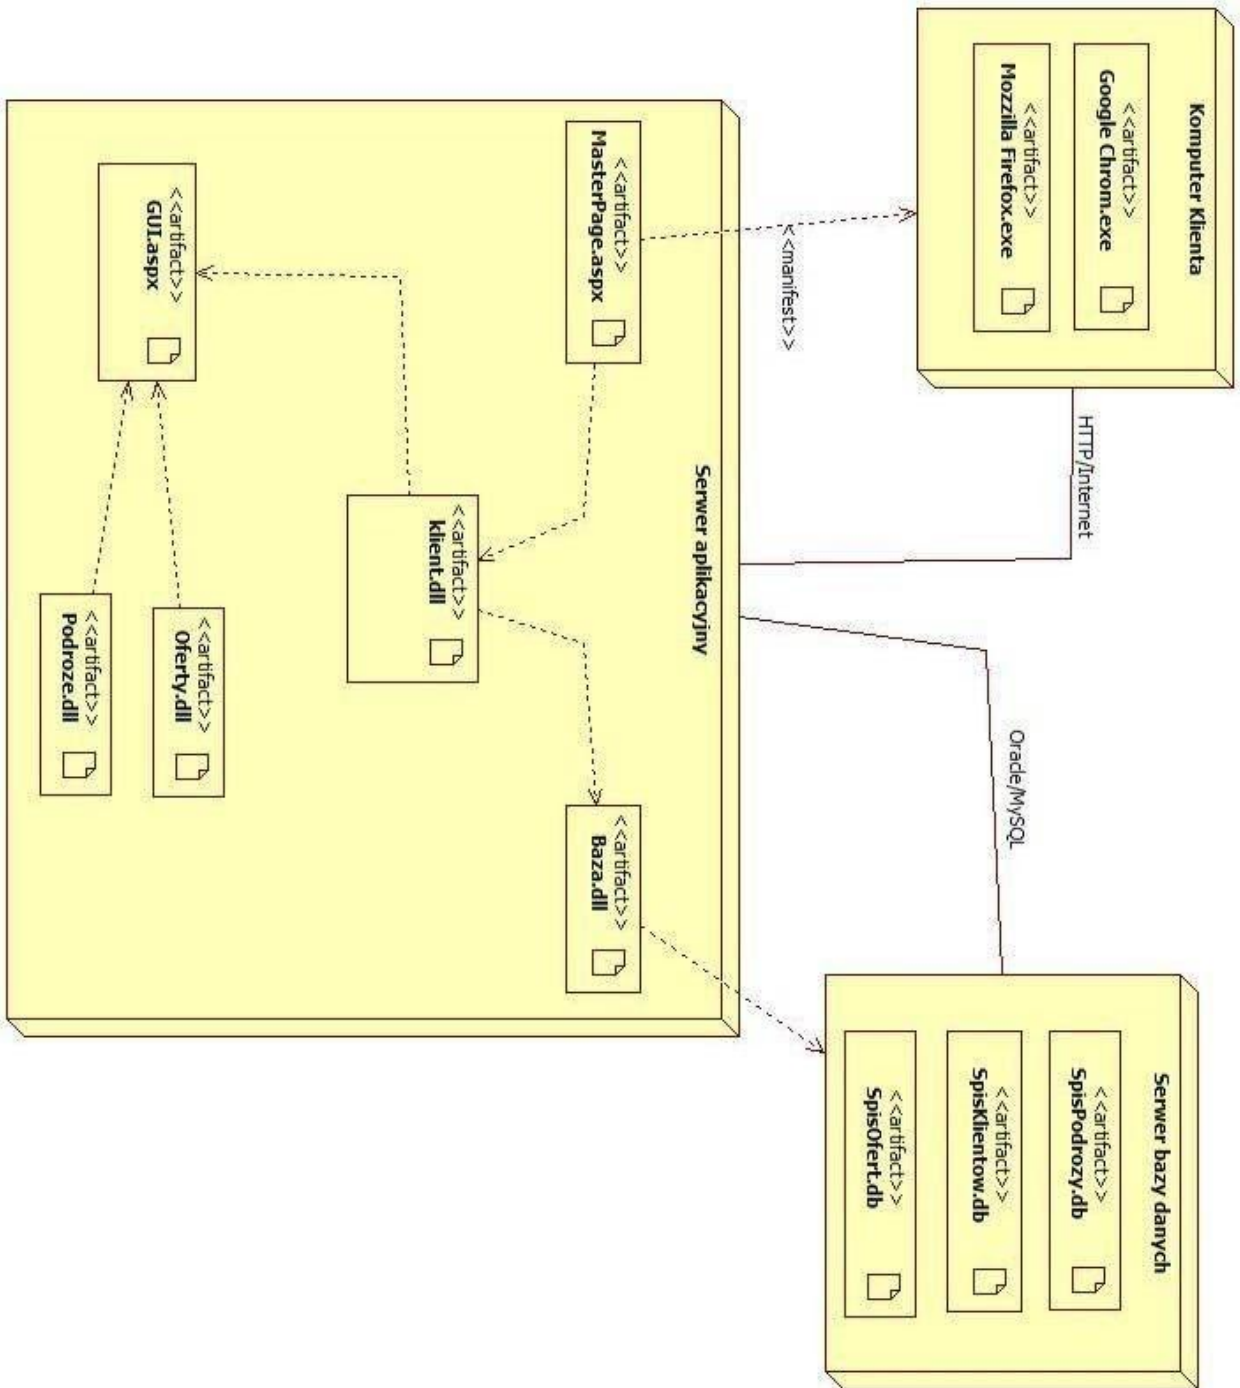 Komputer Klienta
<<artifact>>
Google Chrom.exe
<<artifact>>
Mozzilla Firefox.exe
HTTP/Internet
<<manifest>>
Oracle/MySQL
Serwer bazy danych
<<artifact>>
SpisPodrozy.db
<<artifact>>
SpisKlientow.db
<<artifact>>
SpisOfert.db
Serwer aplikacyjny
<<artifact>>
MasterPage.aspx
<<artifact>>
Baza.dll
<<artifact>>
klient.dll
<<artifact>>
GUI.aspx
<<artifact>>
Oferty.dll
<<artifact>>
Podroze.dll